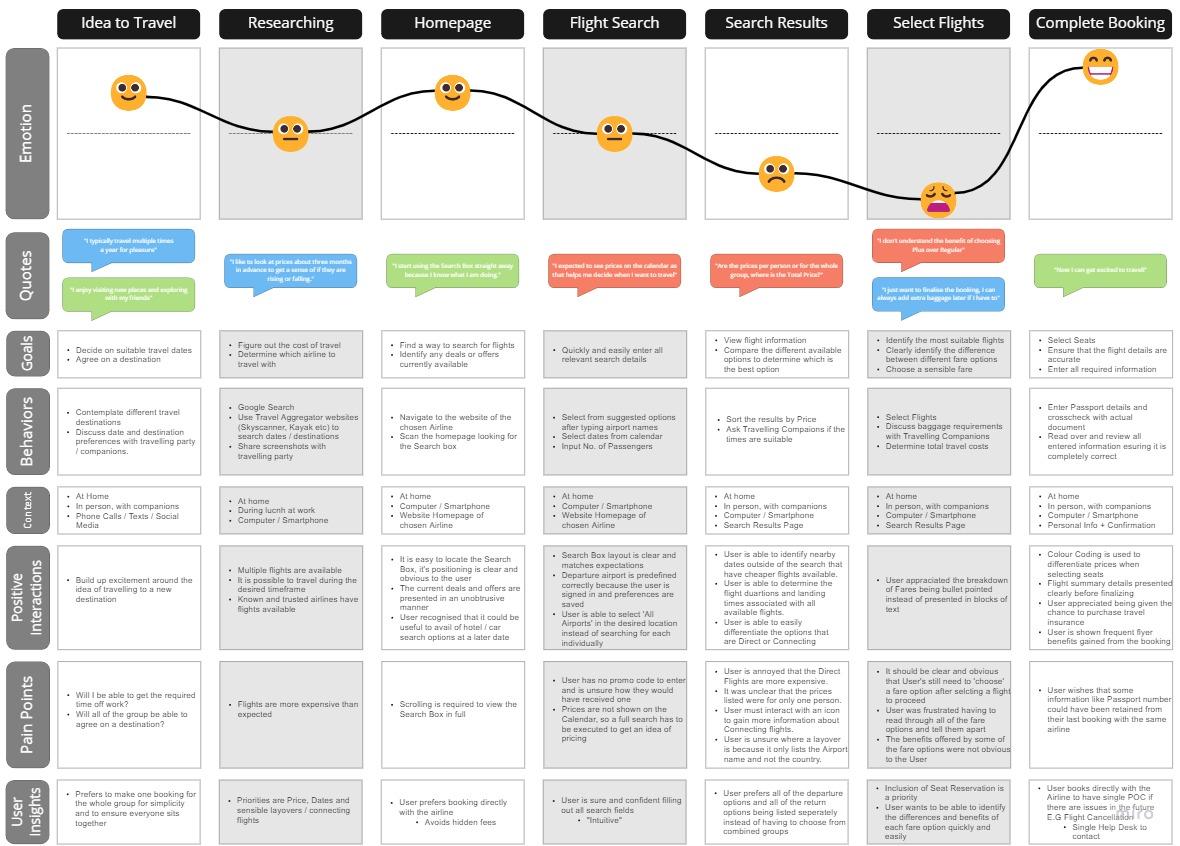 Idea to Travel
Researching
Homepage
Flight Search
Search Results
Select Flights
Complete Booking
Emotion
Quotes
"I typically travel multiple times
a year for pleasure"
"I enjoy visiting new places and exploring
with my friends"
"I like to look at prices about three months
in advance to get a sense of if they are
rising or falling."
"I start using the Search Box straight away
because I know what I am doing."
"I expected to see prices on the calendar as
that helps me decide when I want to travel"
"Are the prices per person or for the whole
group, where is the Total Price?"
"I don't understand the benefit of choosing
Plus over Regular"
"I just want to finalise the booking, I can
always add extra baggage later if I have to"
"Now I can get excited to travel!"
Goals
• Decide on suitable travel dates
• Agree on a destination
• Figure out the cost of travel
• Determine which airline to
travel with
• Find a way to search for flights
• Identify any deals or offers
currently available
• Quickly and easily enter all
relevant search details
• View flight information
• Compare the different available
options to determine which is
the best option
• Identify the most suitable flights
• Clearly identify the difference
between different fare options
• Choose a sensible fare
• Select Seats
• Ensure that the flight details are
accurate
• Enter all required information
Behaviors
• Contemplate different travel
destinations
• Discuss date and destination
preferences with travelling party
/ companions.
• Google Search
• Use Travel Aggregator websites
(Skyscanner, Kayak etc) to
search dates / destinations
• Share screenshots with
travelling party
• Navigate to the website of the
chosen Airline
• Scan the homepage looking for
the Search box
• Select from suggested options
after typing airport names
• Select dates from calendar
• Input No. of Passengers
• Sort the results by Price
• Ask Travelling Compaions if the
times are suitable
• Select Flights
• Discuss baggage requirements
with Travelling Companions
• Determine total travel costs
• Enter Passport details and
crosscheck with actual
document
• Read over and review all
entered information esuring it is
completely correct
Context
• At Home
• In person, with companions
• Phone Calls / Texts / Social
Media
• At home
• During lucnh at work
• Computer / Smartphone
• At home
• Computer / Smartphone
• Website Homepage of
chosen Airline
• At home
• Computer / Smartphone
• Website Homepage of
chosen Airline
• At home
• In person, with companions
• Computer / Smartphone
• Search Results Page
• At home
• In person, with companions
• Computer / Smartphone
• Search Results Page
• At home
• In person, with companions
• Computer / Smartphone
• Personal Info + Confirmation
Positive
Interactions
• Build up excitement around the
idea of travelling to a new
destination
• Multiple flights are available
• It is possible to travel during the
desired timeframe
• Known and trusted airlines have
flights available
• It is easy to locate the Search
Box, it's positioning is clear and
obvious to the user
• The current deals and offers are
presented in an unobtrusive
manner
• User recognised that it could be
useful to avail of hotel / car
search options at a later date
• Search Box layout is clear and
matches expectations
• Departure airport is predefined
correctly because the user is
signed in and preferences are
saved
• User is able to select 'All
Airports' in the desired location
instead of searching for each
individually
• User is able to identify nearby
dates outside of the search that
have cheaper flights available.
• User is able to determine the
flight duartions and landing
times associated with all
available flights.
• User is able to easily
differentiate the options that
are Direct or Connecting
• User appraciated the breakdown
of Fares being bullet pointed
instead of presented in blocks of
text
• Colour Coding is used to
differentiate prices when
selecting seats
• Flight summary details presented
clearly before finalizing
• User appreciated being given the
chance to purchase travel
insurance
• User is shown frequent flyer
benefits gained from the booking
Pain Points
• Will I be able to get the required
time off work?
• Will all of the group be able to
agree on a destination?
• Flights are more expensive than
expected
• Scrolling is required to view the
Search Box in full
• User has no promo code to enter
and is unsure how they would
have received one
• Prices are not shown on the
Calendar, so a full search has to
be executed to get an idea of
pricing
• User is annoyed that the Direct
Flights are more expensive.
• It was unclear that the prices
listed were for only one person.
• User must interact with an icon
to gain more information about
Connecting flights.
• User is unsure where a layover
is because it only lists the Airport
name and not the country.
• It should be clear and obvious
that User's still need to 'choose'
a fare option after selcting a flight
to proceed
• User was frustrated having to
read through all of the fare
options and tell them apart
• The benefits offered by some of
the fare options were not obvious
to the User
• User wishes that some
information like Passport number
could have been retained from
their last booking with the same
airline
User
Insights
• Prefers to make one booking for
the whole group for simplicity
and to ensure everyone sits
together
• Priorities are Price, Dates and
sensible layovers / connecting
flights
• User prefers booking directly
with the airline
• Avoids hidden fees
• User is sure and confident filling
out all search fields
• "Intuitive"
• User prefers all of the departure
options and all of the return
options being listed seperately
instead of having to choose from
combined groups
• Inclusion of Seat Reservation is
a priority
• User wants to be able to identify
the differences and benefits of
each fare option quickly and
easily
• User books directly with the
Airline to have single POC if
there are issues in the future
E.G Flight Cancellation
• Single Help Desk to
contact
miro